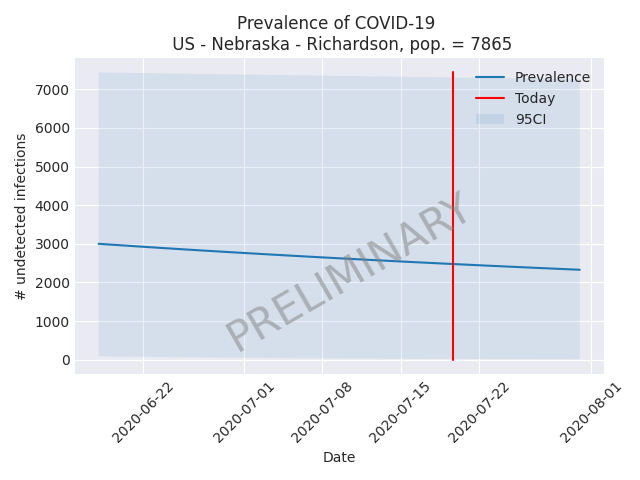 Prevalence of COVID-19
US - Nebraska - Richardson, pop. = 7865
Prevalence
Today
95CI
7000
6000
5000
4000
3000
2000
1000
0
# undetected infections
PRELIMINARY
2020-06-22
2020-07-01
2020-07-08
2020-07-15
2020-07-22
2020-08-01
Date